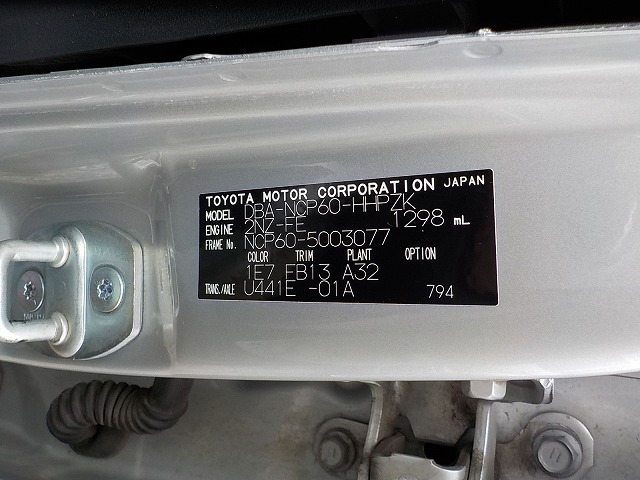 TOYOTA MOTOR CORPORATION JAPAN
MODEL DBA-NCP60-HHPZK
ENGINE 2NZ-FE 1298 mL
FRAME No. NCP60-5003077
COLOR TRIM PLANT OPTION
1E7 FB13 A32
TRANS./AXLE U441E -01A 794